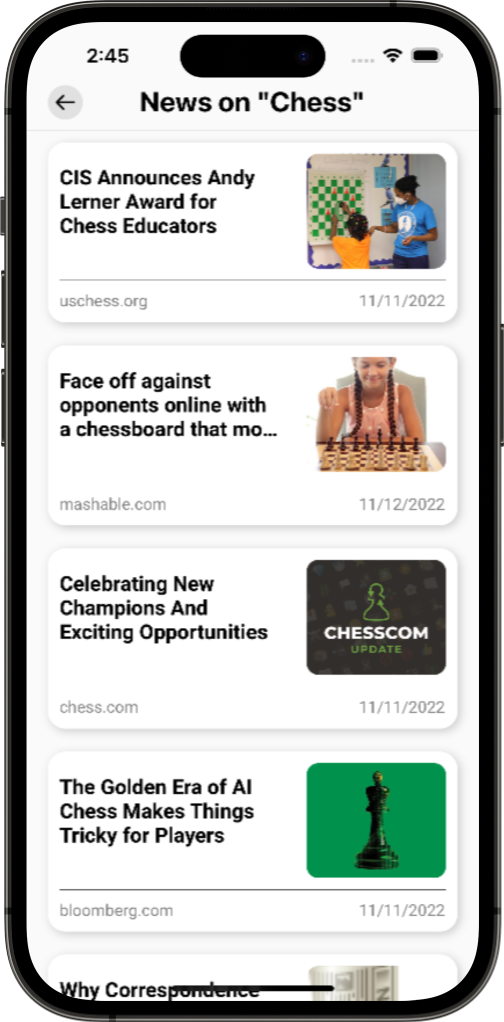 2:45
News on "Chess"
CIS Announces Andy
Lerner Award for
Chess Educators
uschess.org
11/11/2022
Face off against
opponents online with
a chessboard that mo...
mashable.com
11/12/2022
Celebrating New
Champions And
Exciting Opportunities
CHESSCOM
UPDATE
chess.com
11/11/2022
The Golden Era of AI
Chess Makes Things
Tricky for Players
bloomberg.com
11/11/2022
Why Correspondence